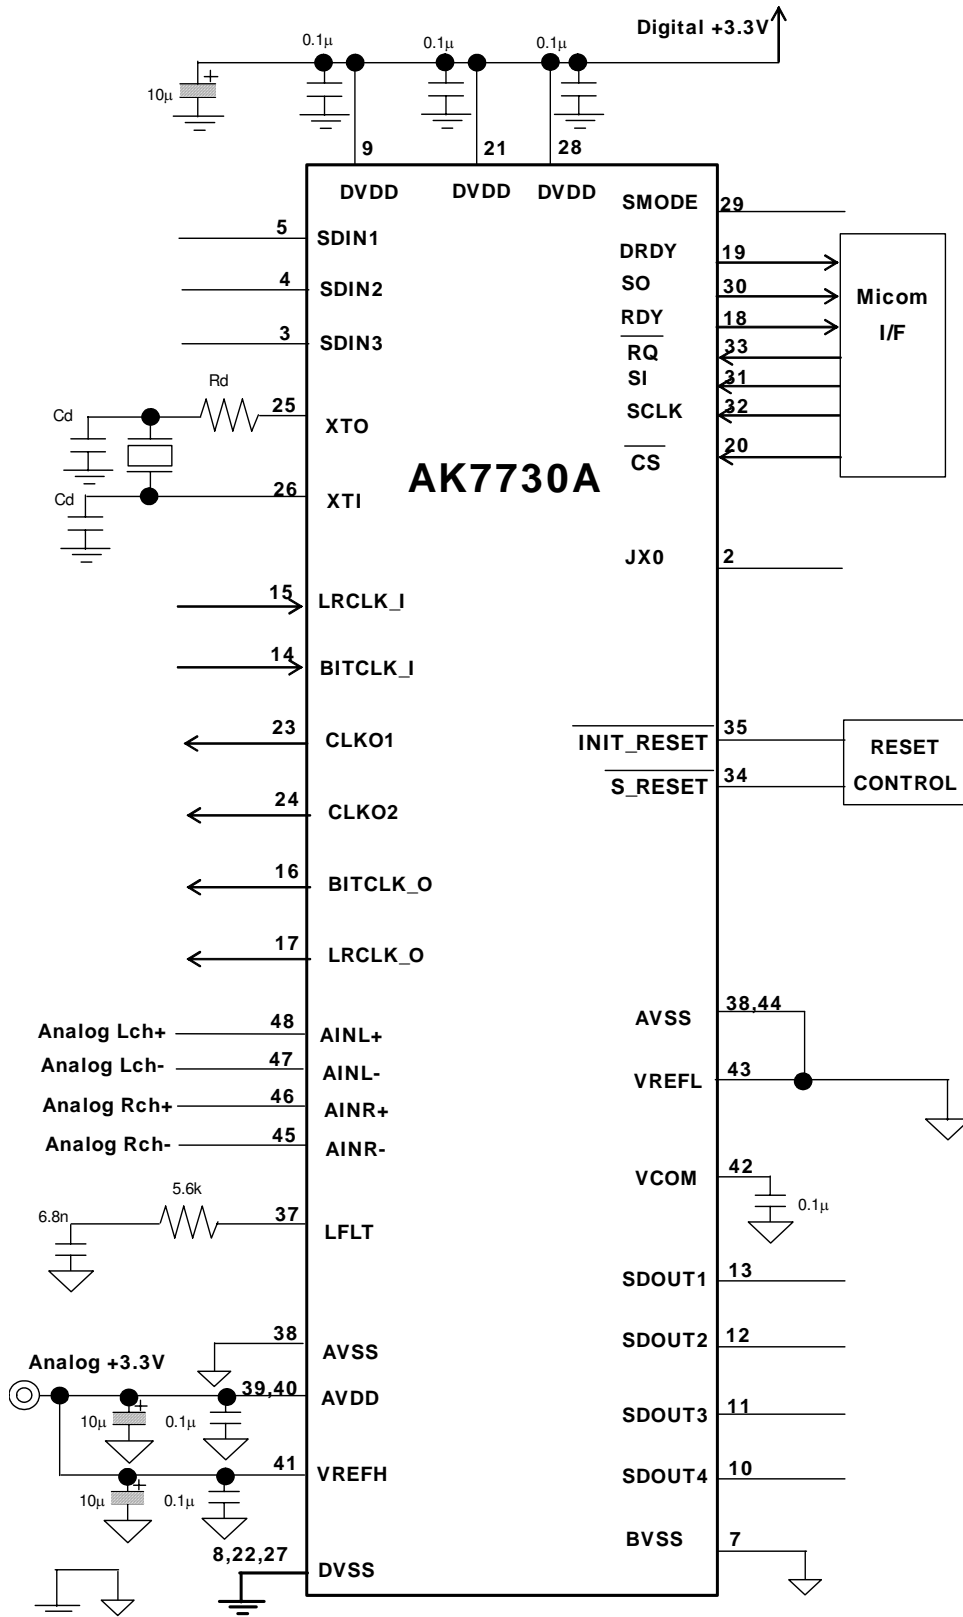 Digital +3.3V
0.1μ
0.1μ
0.1μ
10μ
+
9
21
28
DVDD
DVDD
DVDD
SMODE
29
5
SDIN1
4
SDIN2
3
SDIN3
DRDY
19
SO
30
RDY
18
RQ
33
SI
31
SCLK
32
CS
20
Micom
I/F
Rd
Cd
25
XTO
Cd
26
XTI
AK7730A
JX0
2
15
LRCLK_I
14
BITCLK_I
23
CLKO1
24
CLKO2
16
BITCLK_O
17
LRCLK_O
INIT_RESET
35
S_RESET
34
RESET
CONTROL
Analog Lch+
48
AINL+
Analog Lch-
47
AINL-
Analog Rch+
46
AINR+
Analog Rch-
45
AINR-
AVSS
38,44
VREFL
43
VCOM
42
0.1μ
6.8n
5.6k
37
LFLT
38
AVSS
Analog +3.3V
39,40
AVDD
10μ
+
0.1μ
41
VREFH
10μ
+
0.1μ
8,22,27
DVSS
SDOUT1
13
SDOUT2
12
SDOUT3
11
SDOUT4
10
BVSS
7